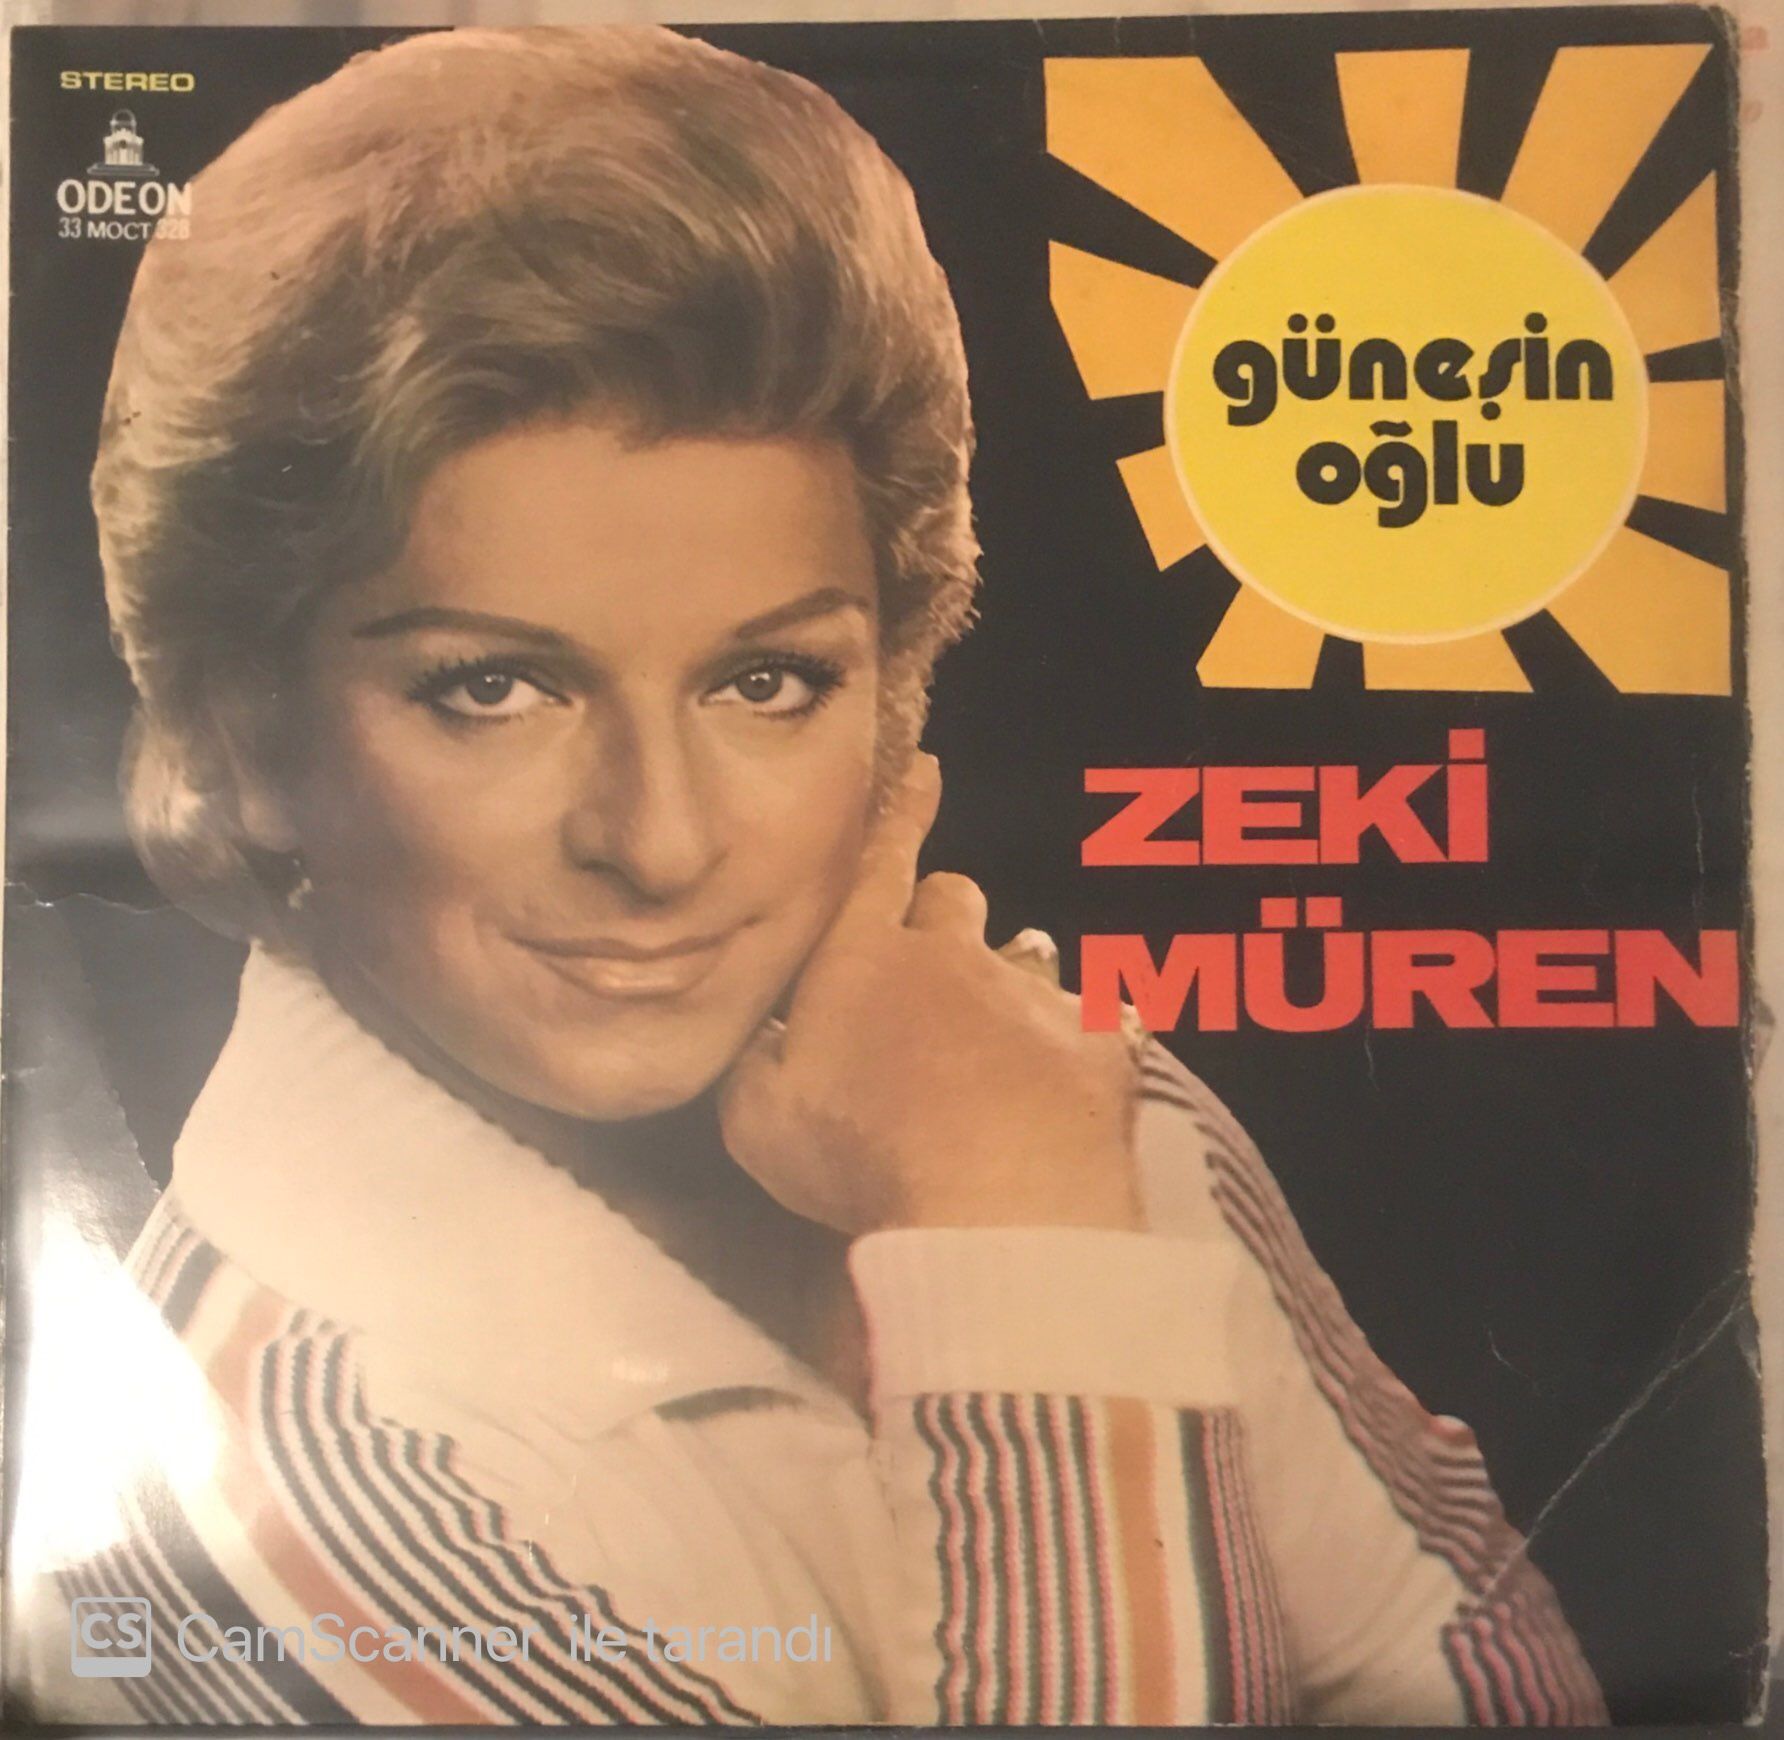 STEREO
ODEON
33 MOCT 328
güneşin
oğlu
ZEKİ
MÜREN
CS CamScanner ile tarandı